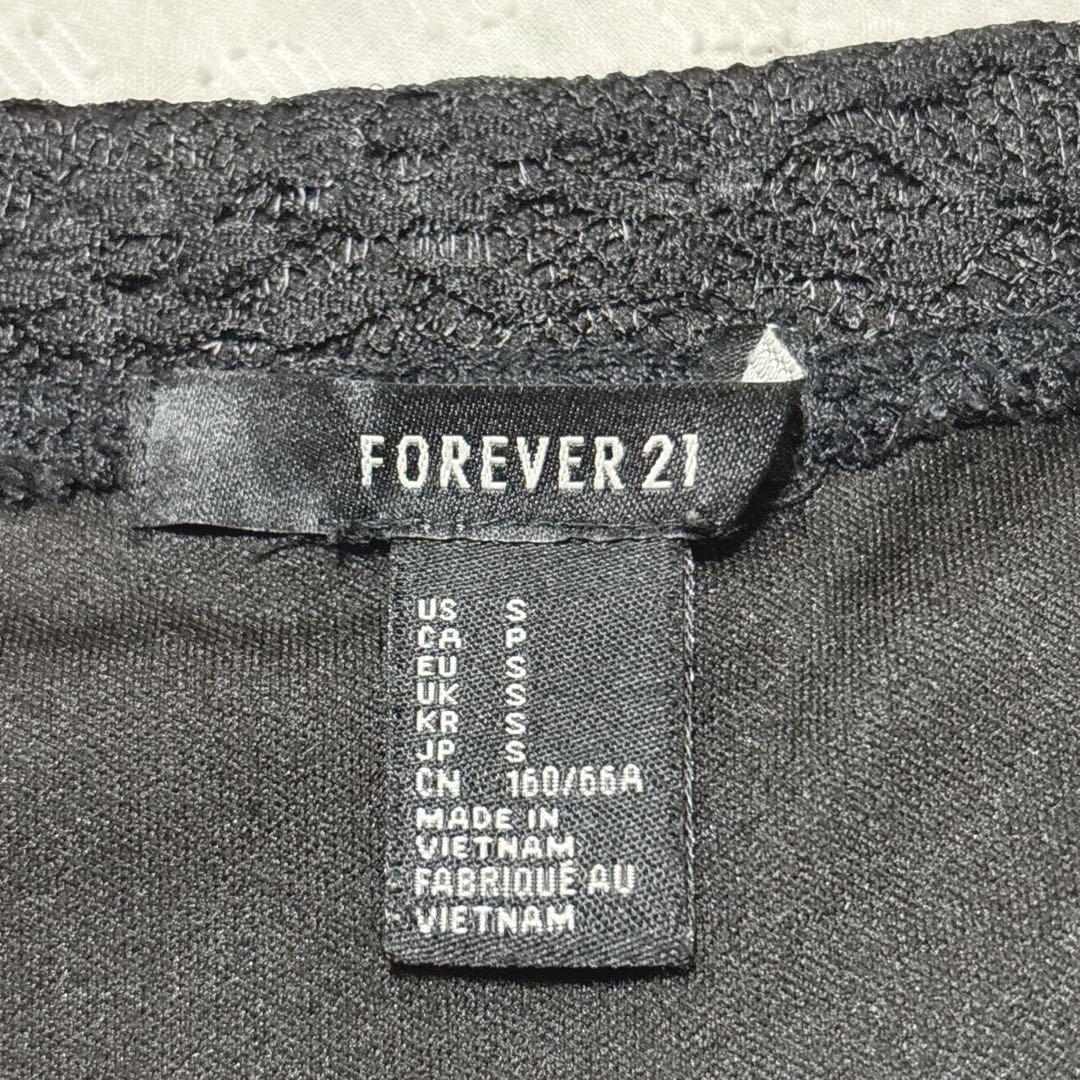 FOREVER 21
US S
CA P
EU S
UK S
KR S
JP S
CN 160/66A
MADE IN
VIETNAM
FABRIQUÉ AU
VIETNAM